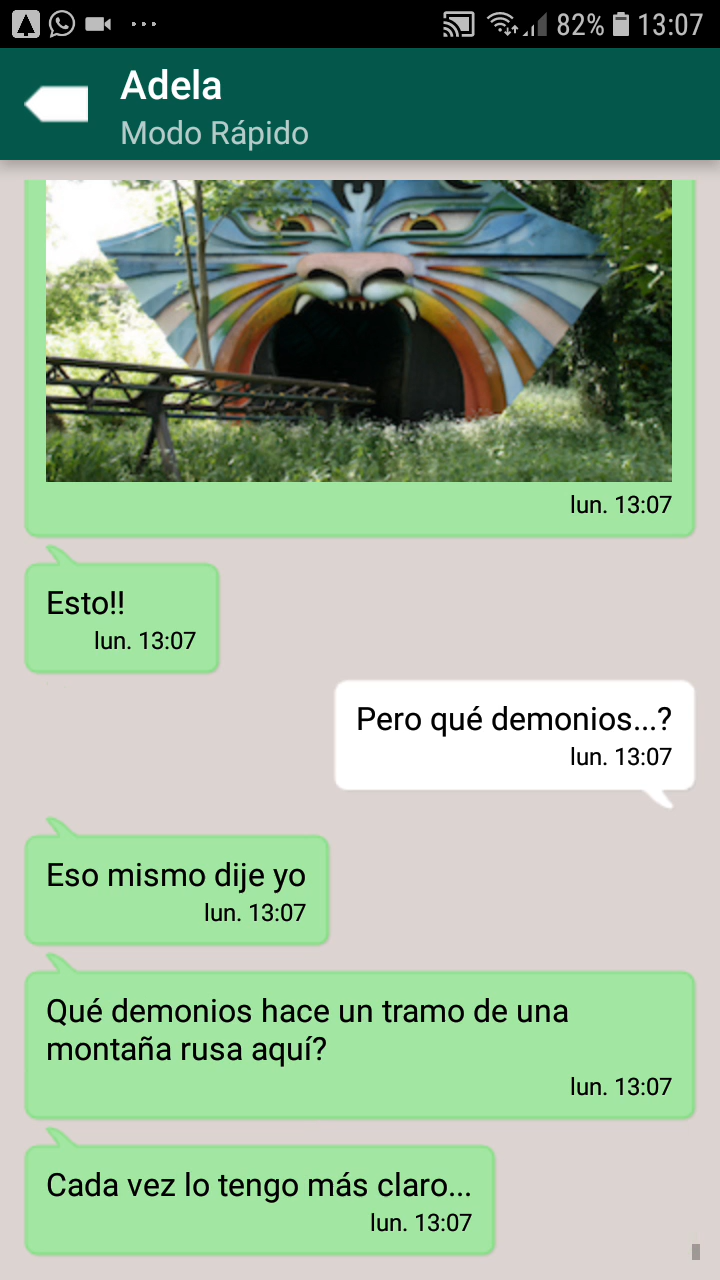 82% 13:07
Adela
Modo Rápido
lun. 13:07
Esto!!
lun. 13:07
Pero qué demonios...?
lun. 13:07
Eso mismo dije yo
lun. 13:07
Qué demonios hace un tramo de una
montaña rusa aquí?
lun. 13:07
Cada vez lo tengo más claro...
lun. 13:07